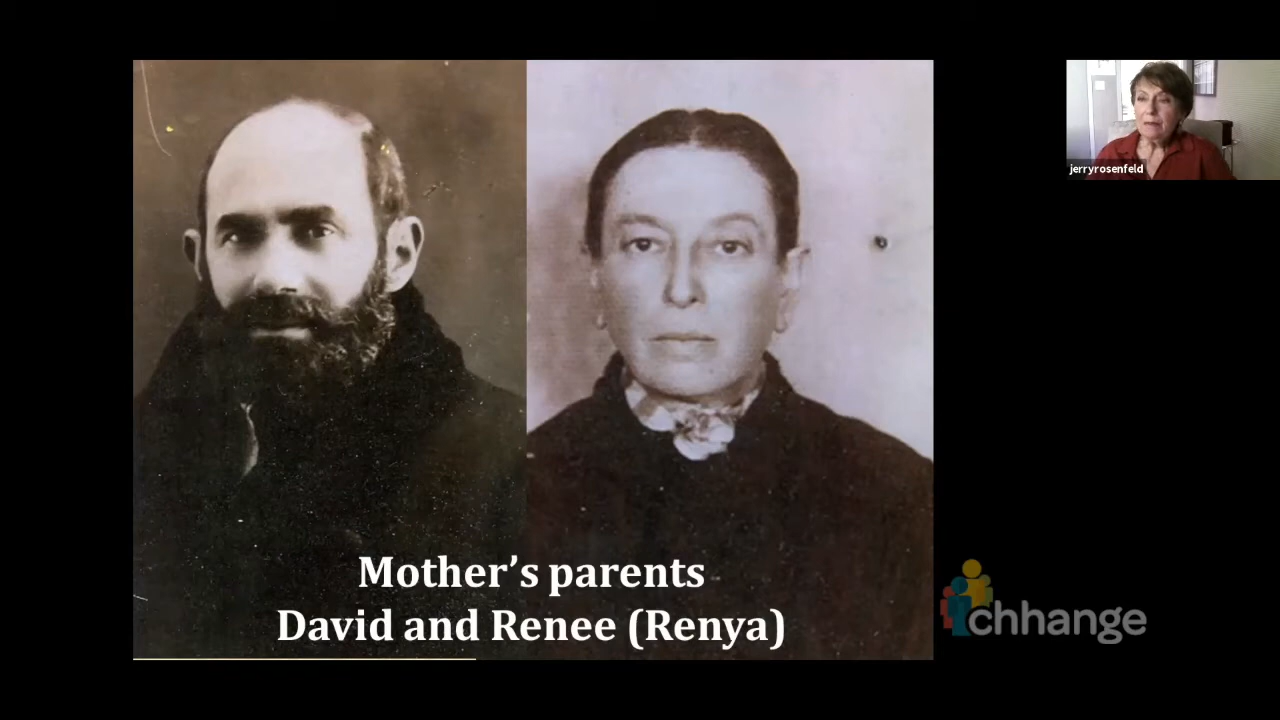 Mother’s parents
David and Renee (Renya)
jerryrosenfeld
chhange